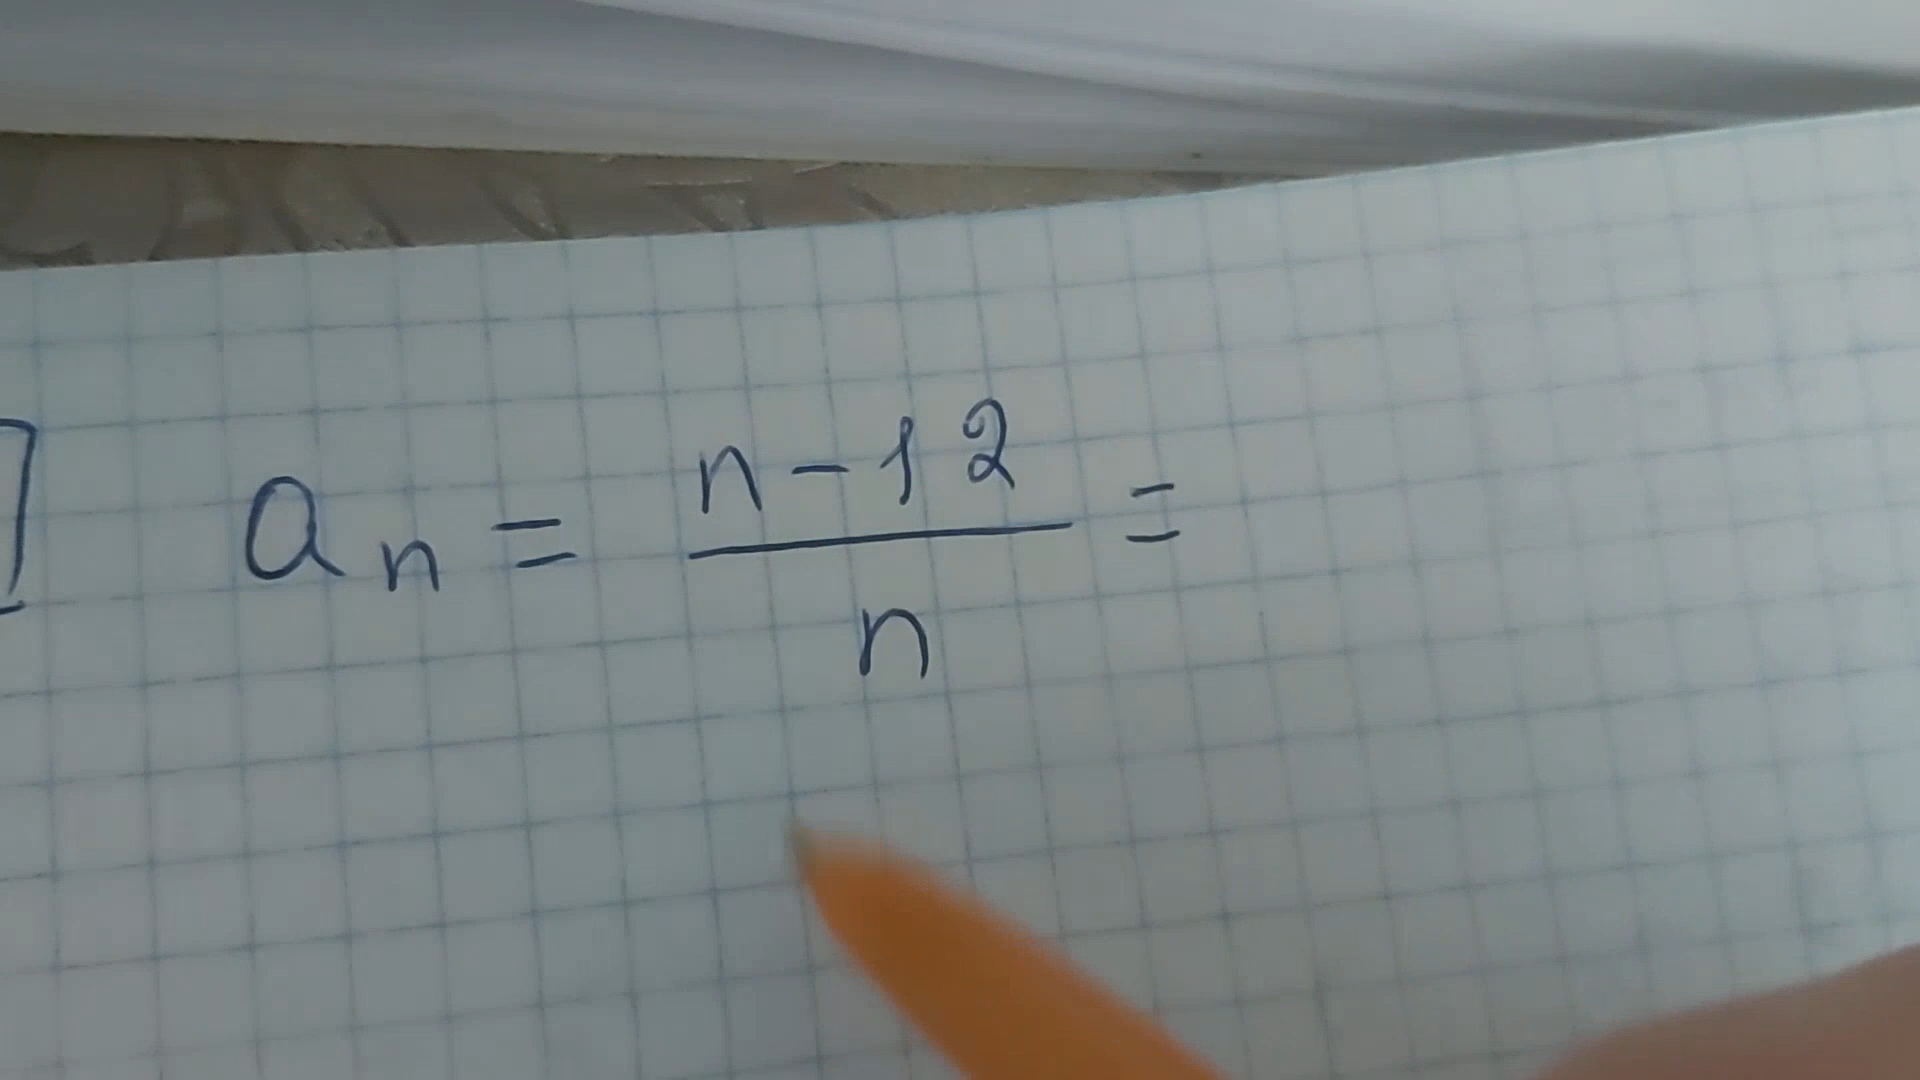 ] aₙ = (n - 12) / n =